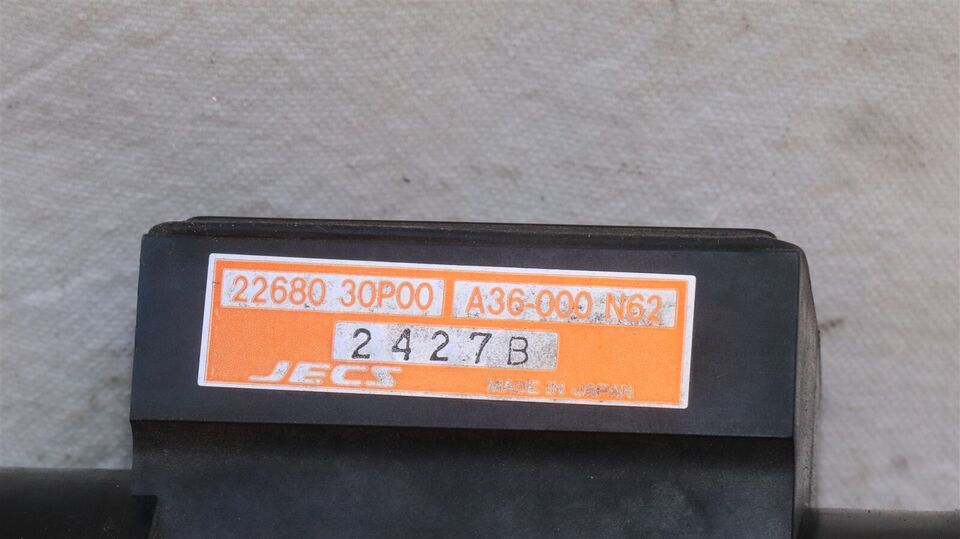 22680 30P00 A36-000 N62
2427B
JECS MADE IN JAPAN